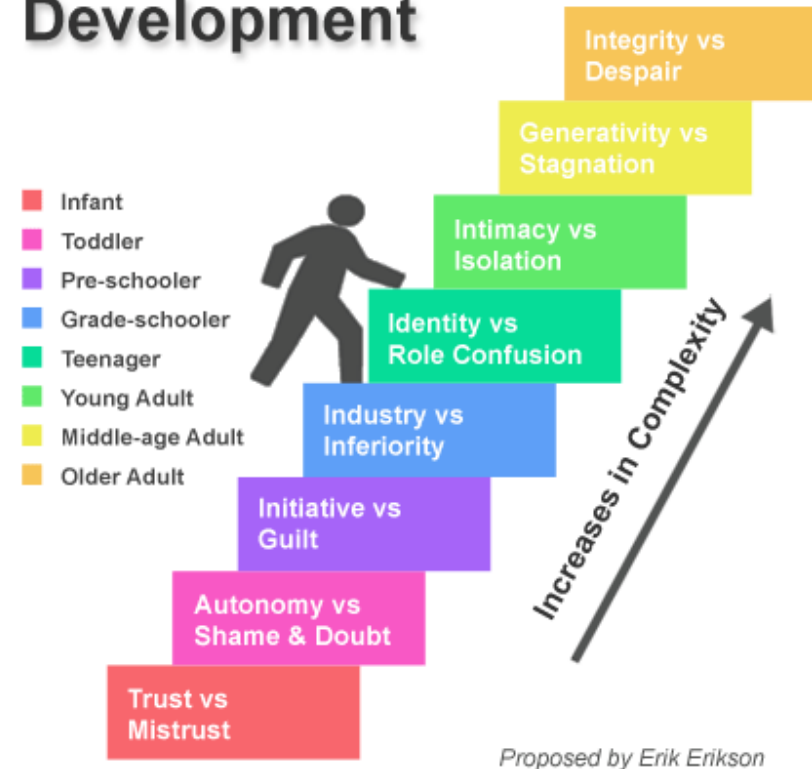 Development
Infant
Toddler
Pre-schooler
Grade-schooler
Teenager
Young Adult
Middle-age Adult
Older Adult
Integrity vs
Despair
Generativity vs
Stagnation
Intimacy vs
Isolation
Identity vs
Role Confusion
Industry vs
Inferiority
Initiative vs
Guilt
Autonomy vs
Shame & Doubt
Trust vs
Mistrust
Increases in Complexity
Proposed by Erik Erikson